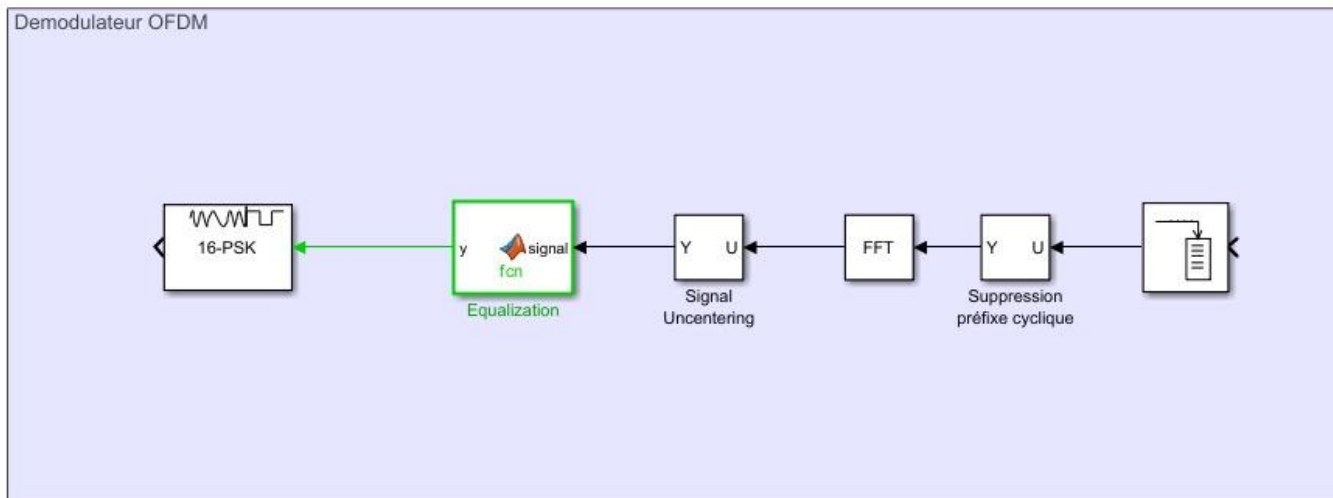 Demodulateur OFDM
16-PSK
y
signal
fcn
Equalization
Y
U
Signal
Uncentering
FFT
Y
U
Suppression
préfixe cyclique